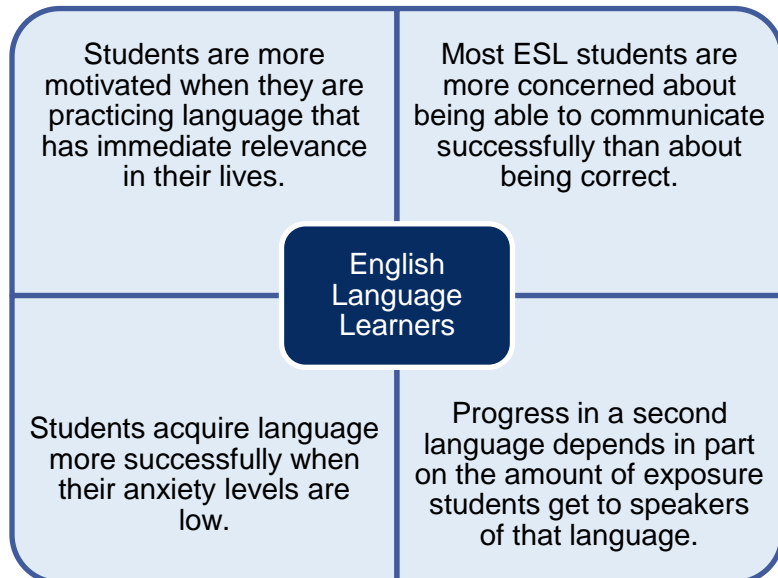 Students are more
motivated when they are
practicing language that
has immediate relevance
in their lives.
Most ESL students are
more concerned about
being able to communicate
successfully than about
being correct.
English
Language
Learners
Students acquire language
more successfully when
their anxiety levels are
low.
Progress in a second
language depends in part
on the amount of exposure
students get to speakers
of that language.